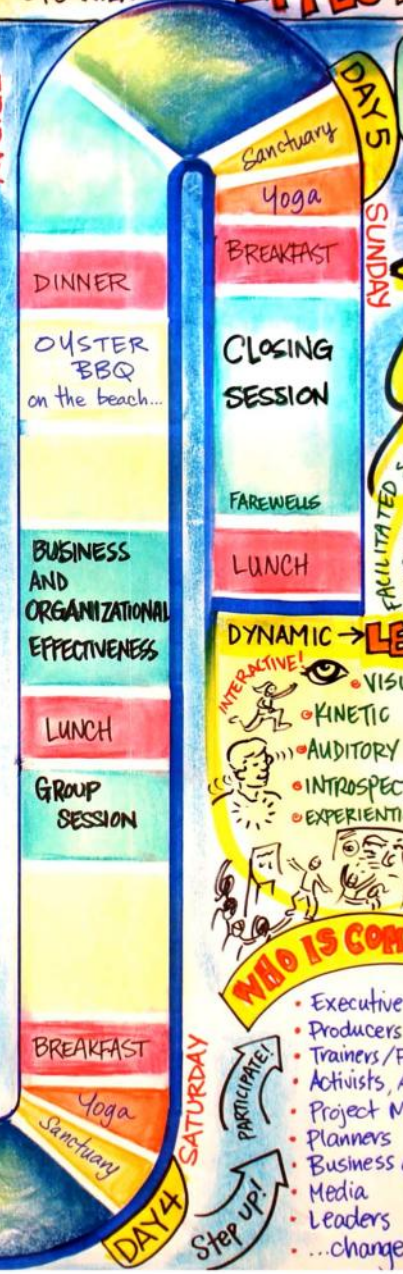 DINNER
OYSTER
BBQ
on the beach...
BUSINESS
AND
ORGANIZATIONAL
EFFECTIVENESS
LUNCH
GROUP
SESSION
BREAKFAST
Yoga
Sanctuary
DAY 4
SATURDAY
DAY 5
Sanctuary
Yoga
BREAKFAST
SUNDAY
CLOSING
SESSION
FAREWELLS
LUNCH
FACILITATED
DYNAMIC →
INTERACTIVE!
KINETIC
AUDITORY
WHO IS
PARTICIPATE!
STEP UP!
• Executive
• Producers
• Trainers/
• Activists,
• Project
• Planners
• Business
• Media
• Leaders
• ...change